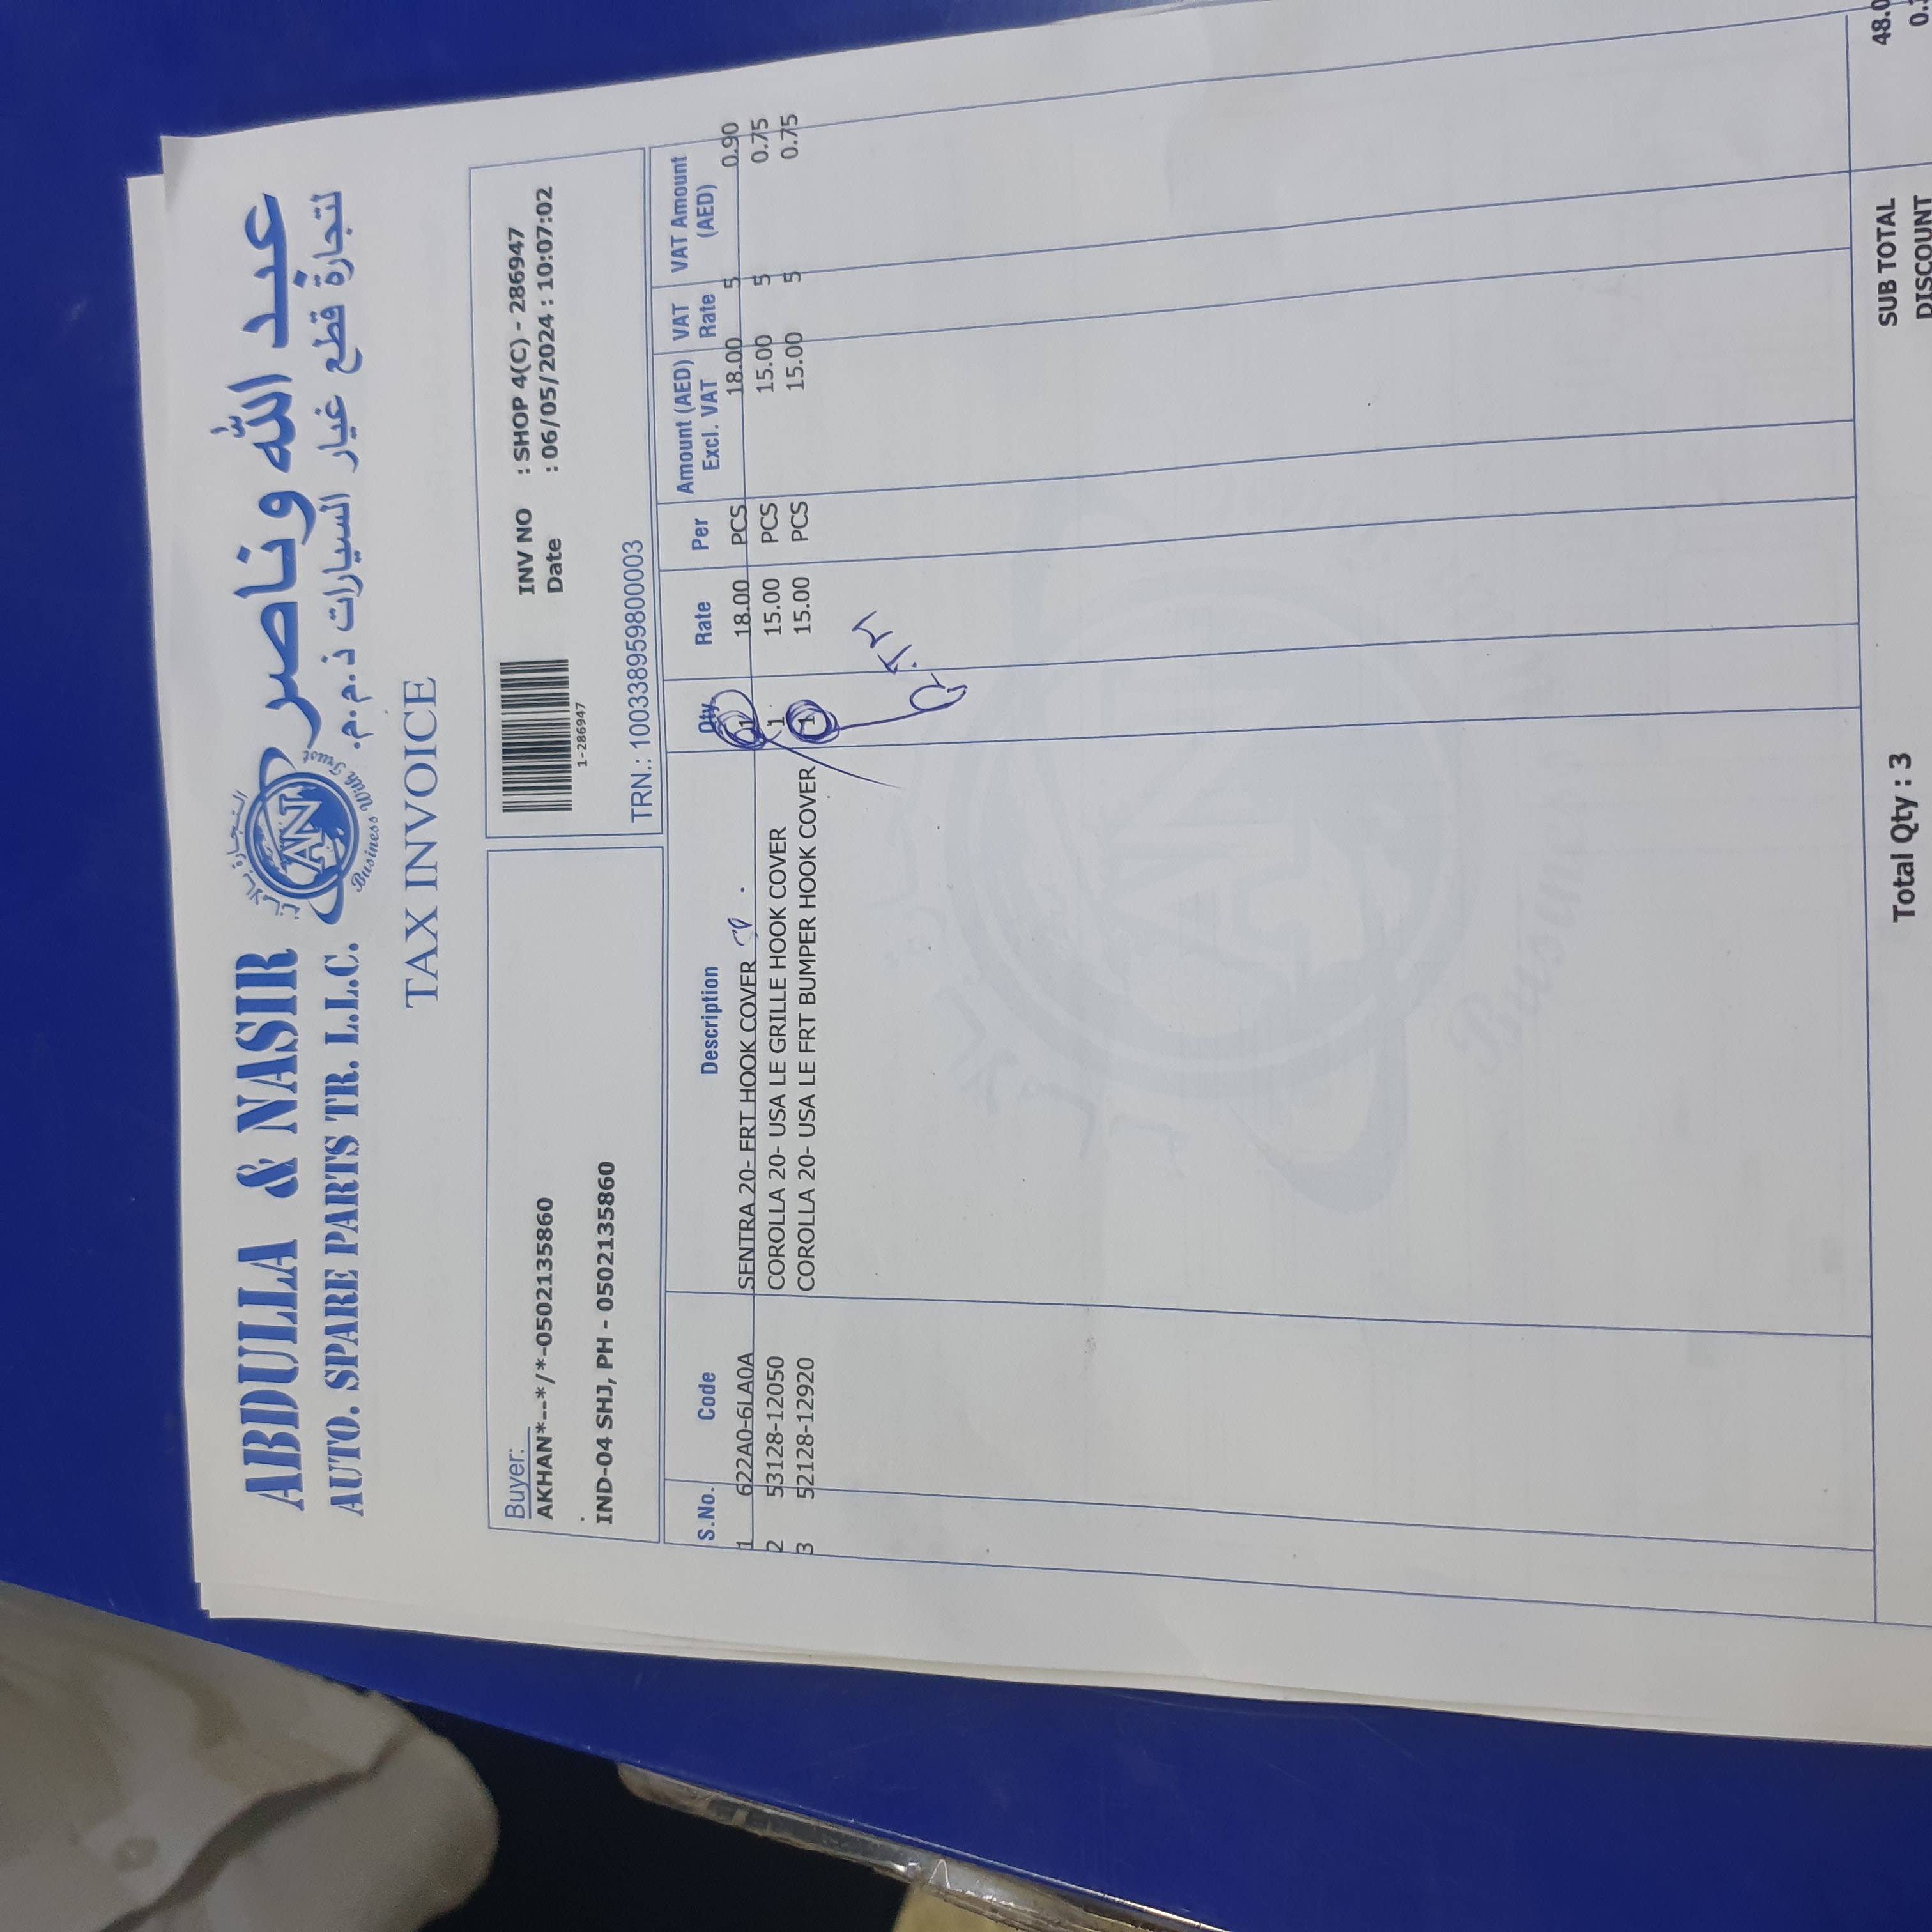 ABDULLA & NASIR عبد الله وناصر
AUTO. SPARE PARTS TR. L.L.C. لتجارة قطع غيار السيارات ذ.م.م.
AN
Business With Trust
TAX INVOICE
Buyer:
AKHAN*--*/*-0502135860
.
IND-04 SHJ, PH - 0502135860
1-286947
INV NO : SHOP 4(C) - 286947
Date : 06/05/2024 : 10:07:02
TRN.: 100338959800003
S.No. Code Description Qty. Rate Per Amount (AED) Excl. VAT VAT Rate VAT Amount (AED)
1 622A0-6LA0A SENTRA 20- FRT HOOK COVER 1 18.00 PCS 18.00 5 0.90
2 53128-12050 COROLLA 20- USA LE GRILLE HOOK COVER 1 15.00 PCS 15.00 5 0.75
3 52128-12920 COROLLA 20- USA LE FRT BUMPER HOOK COVER 1 15.00 PCS 15.00 5 0.75
Total Qty : 3 SUB TOTAL 48.0
DISCOUNT